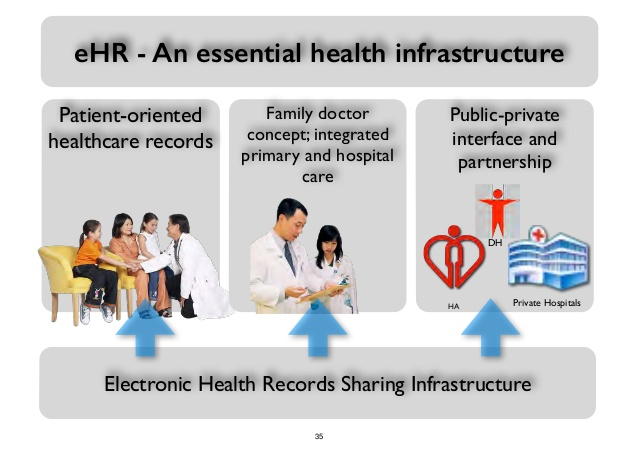 eHR - An essential health infrastructure
Patient-oriented
healthcare records
Family doctor
concept; integrated
primary and hospital
care
Public-private
interface and
partnership
DH
HA
Private Hospitals
Electronic Health Records Sharing Infrastructure
35